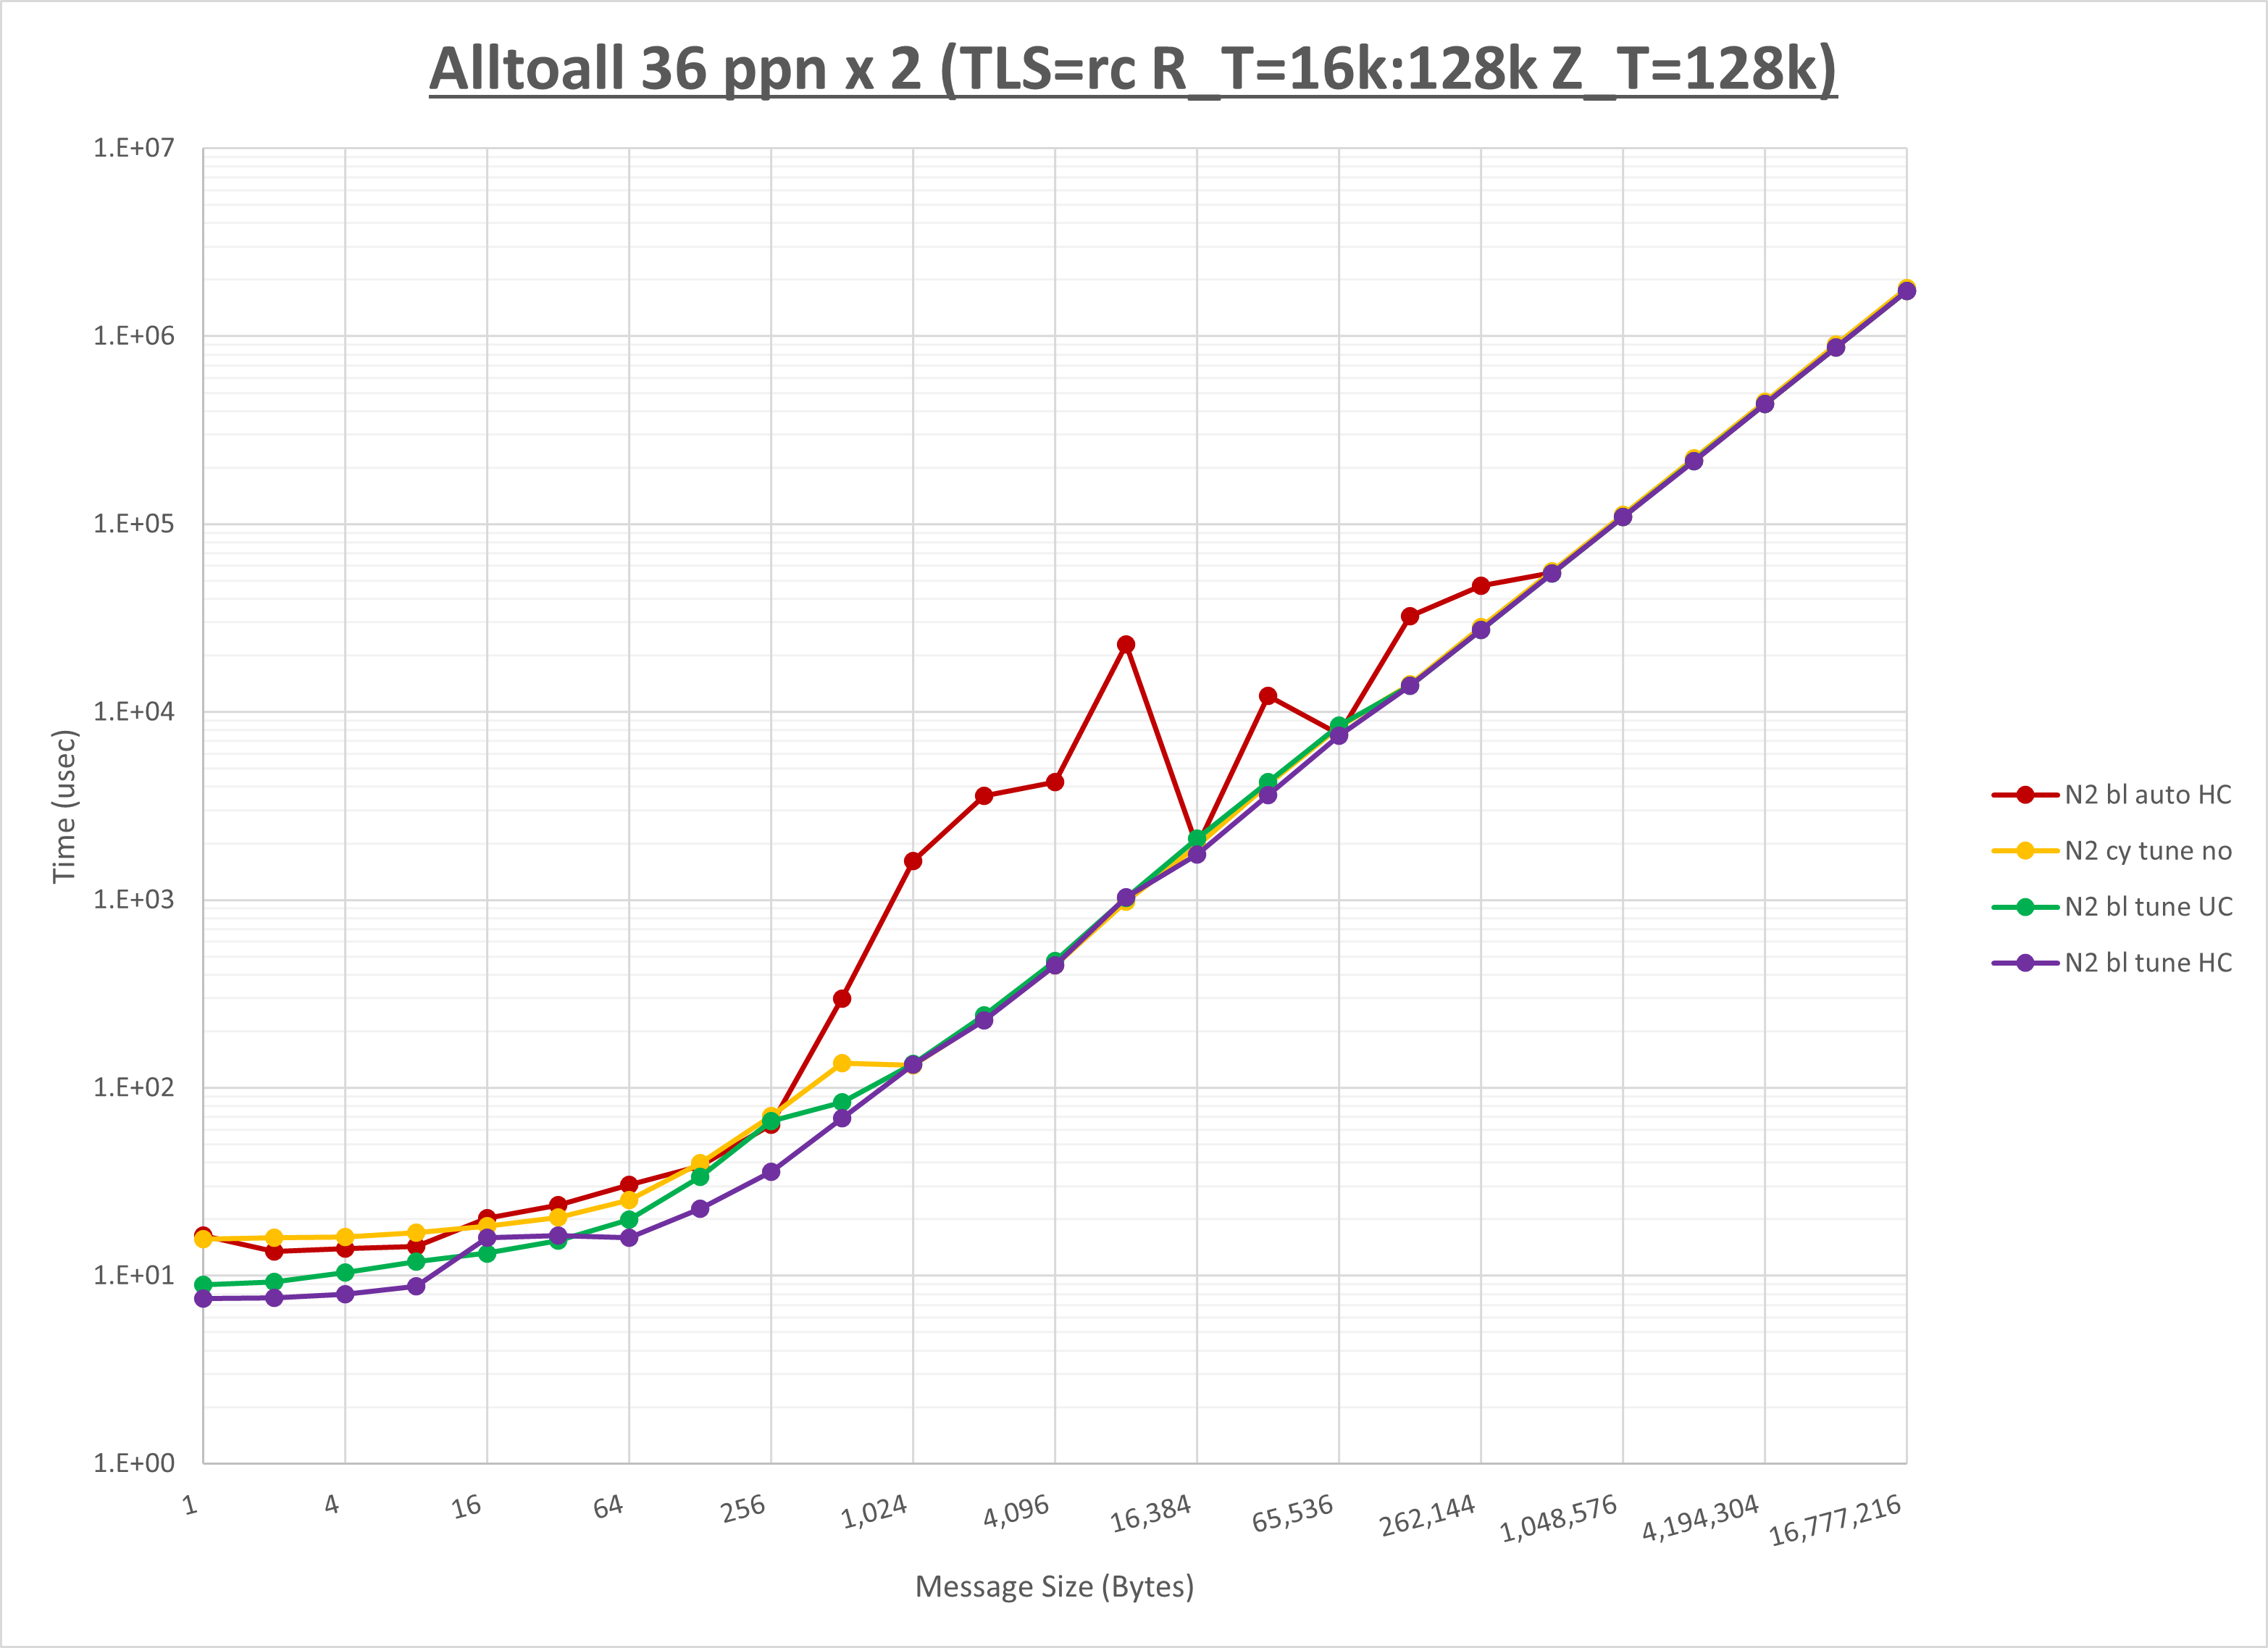 Alltoall 36 ppn x 2 (TLS=rc R_T=16k:128k Z_T=128k)
1.E+07
1.E+06
1.E+05
1.E+04
1.E+03
1.E+02
1.E+01
1.E+00
Time (usec)
1
4
16
64
256
1,024
4,096
16,384
65,536
262,144
1,048,576
4,194,304
16,777,216
Message Size (Bytes)
N2 bl auto HC
N2 cy tune no
N2 bl tune UC
N2 bl tune HC